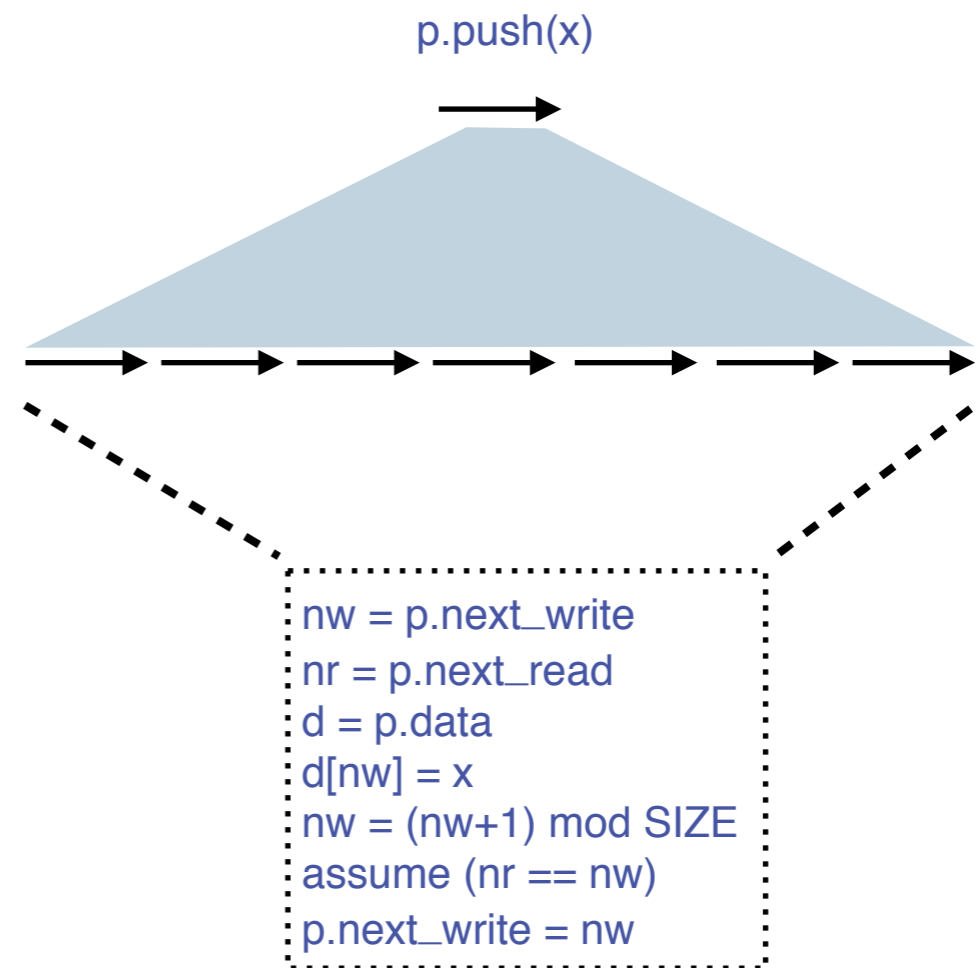 p.push(x)
nw = p.next_write
nr = p.next_read
d = p.data
d[nw] = x
nw = (nw+1) mod SIZE
assume (nr == nw)
p.next_write = nw